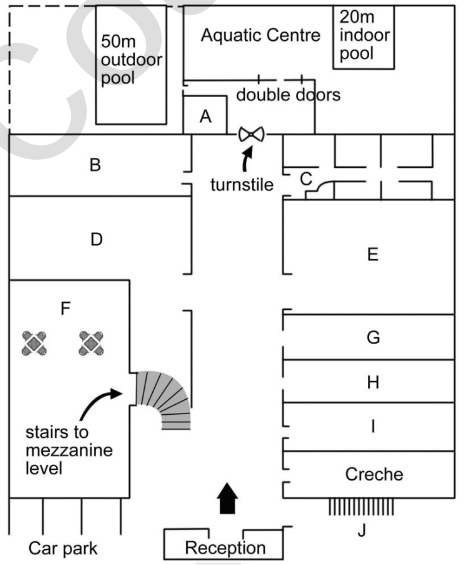 50m
outdoor
pool
Aquatic Centre
20m
indoor
pool
double doors
A
turnstile
B
C
D
E
F
G
H
I
stairs to
mezzanine
level
Creche
J
Car park
Reception